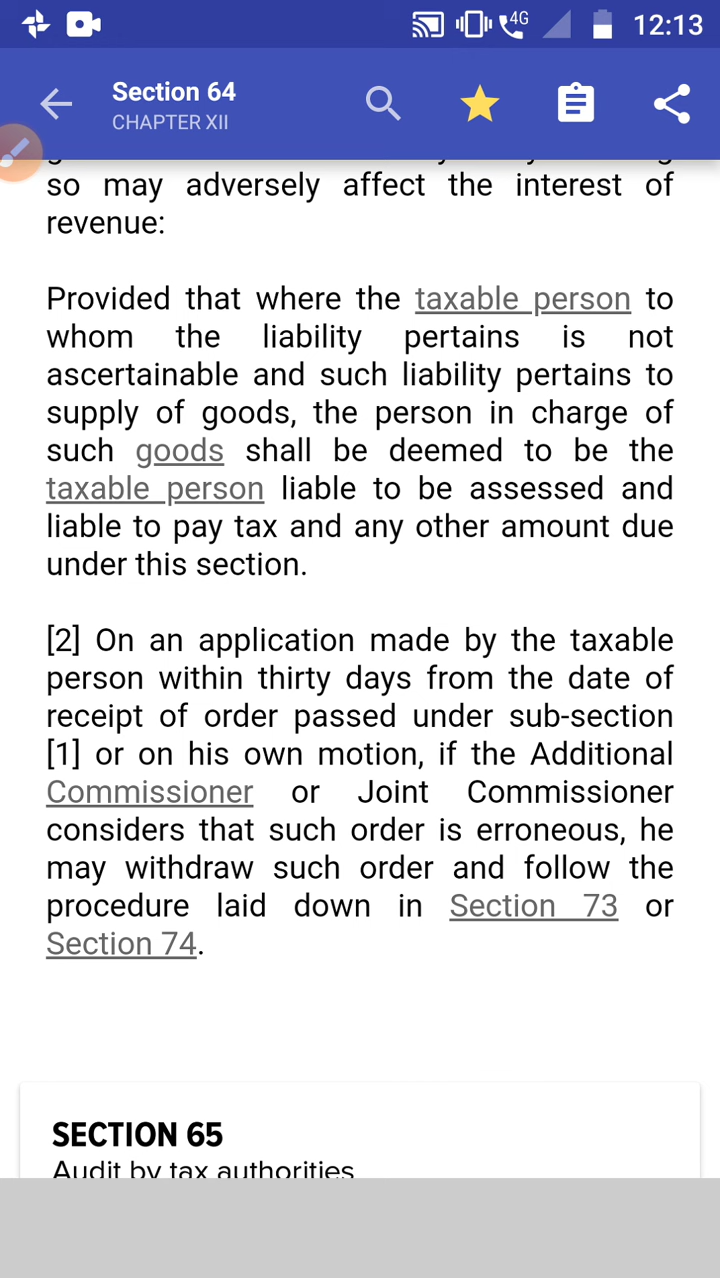 4G 12:13
Section 64
CHAPTER XII
so may adversely affect the interest of
revenue:
Provided that where the taxable person to
whom the liability pertains is not
ascertainable and such liability pertains to
supply of goods, the person in charge of
such goods shall be deemed to be the
taxable person liable to be assessed and
liable to pay tax and any other amount due
under this section.
[2] On an application made by the taxable
person within thirty days from the date of
receipt of order passed under sub-section
[1] or on his own motion, if the Additional
Commissioner or Joint Commissioner
considers that such order is erroneous, he
may withdraw such order and follow the
procedure laid down in Section 73 or
Section 74.
SECTION 65
Audit by tax authorities